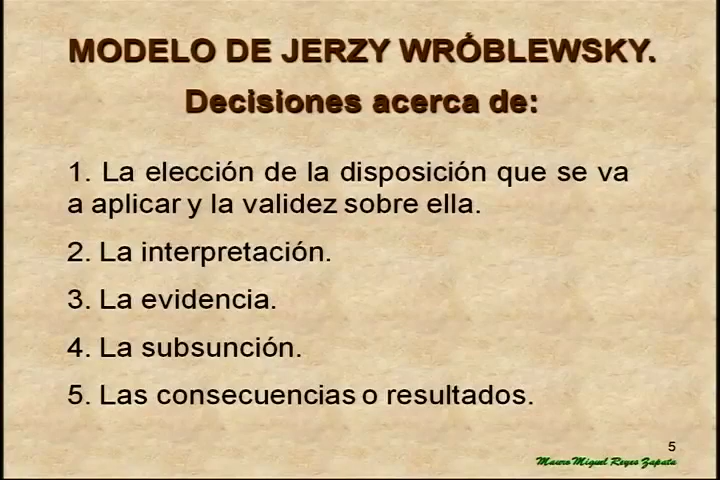 MODELO DE JERZY WRÓBLEWSKY.
Decisiones acerca de:
1. La elección de la disposición que se va
a aplicar y la validez sobre ella.
2. La interpretación.
3. La evidencia.
4. La subsunción.
5. Las consecuencias o resultados.
5
Mauro Miguel Reyes Zapata